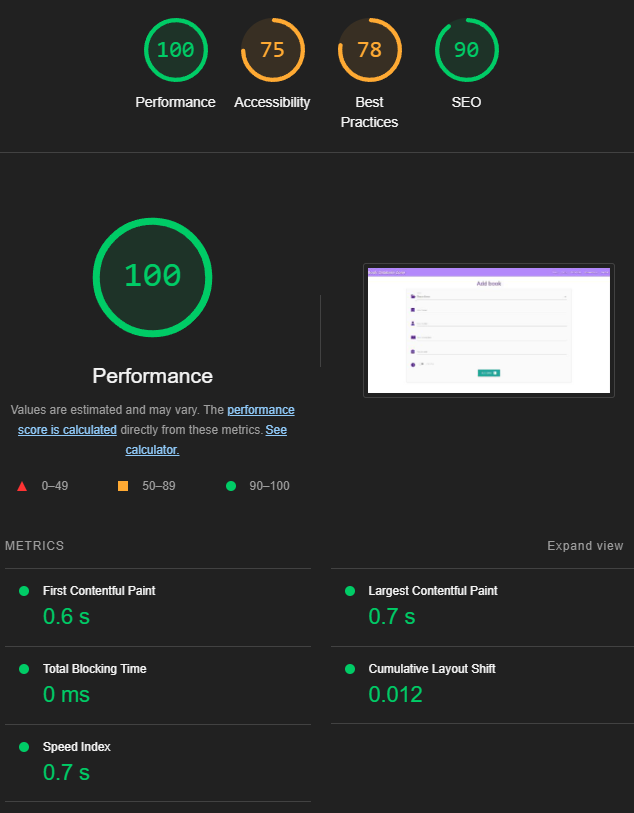 100
75
78
90
Performance
Accessibility
Best
Practices
SEO
100
Performance
Values are estimated and may vary. The performance
score is calculated directly from these metrics. See
calculator.
0–49
50–89
90–100
Add book
METRICS
Expand view
First Contentful Paint
0.6 s
Largest Contentful Paint
0.7 s
Total Blocking Time
0 ms
Cumulative Layout Shift
0.012
Speed Index
0.7 s